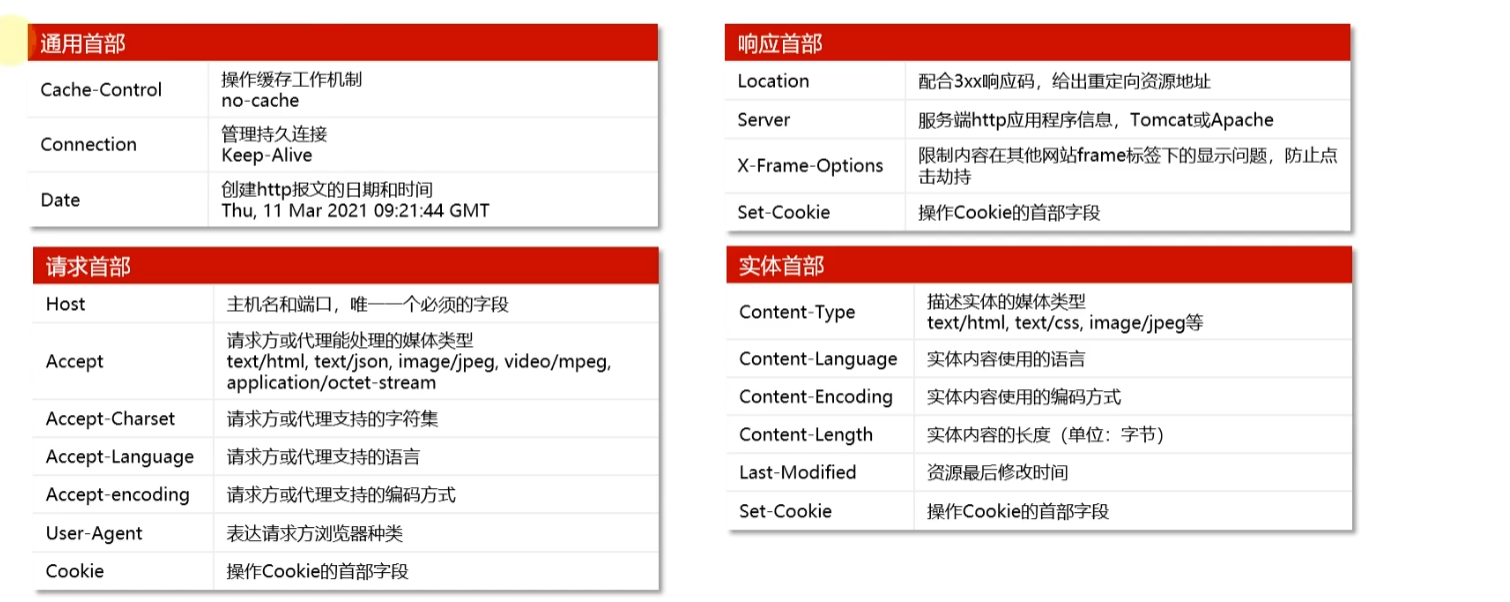 通用首部
Cache-Control
操作缓存工作机制
no-cache
Connection
管理持久连接
Keep-Alive
Date
创建http报文的日期和时间
Thu, 11 Mar 2021 09:21:44 GMT
请求首部
Host
主机名和端口，唯一一个必须的字段
Accept
请求方或代理能处理的媒体类型
text/html, text/json, image/jpeg, video/mpeg,
application/octet-stream
Accept-Charset
请求方或代理支持的字符集
Accept-Language
请求方或代理支持的语言
Accept-encoding
请求方或代理支持的编码方式
User-Agent
表达请求方浏览器种类
Cookie
操作Cookie的首部字段
响应首部
Location
配合3xx响应码，给出重定向资源地址
Server
服务端http应用程序信息，Tomcat或Apache
X-Frame-Options
限制内容在其他网站frame标签下的显示问题，防止点
击劫持
Set-Cookie
操作Cookie的首部字段
实体首部
Content-Type
描述实体的媒体类型
text/html, text/css, image/jpeg等
Content-Language
实体内容使用的语言
Content-Encoding
实体内容使用的编码方式
Content-Length
实体内容的长度（单位：字节）
Last-Modified
资源最后修改时间
Set-Cookie
操作Cookie的首部字段